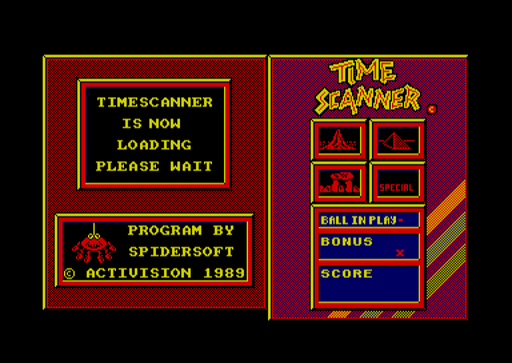 TIMESCANNER
IS NOW
LOADING
PLEASE WAIT
PROGRAM BY
SPIDERSOFT
© ACTIVISION 1989
TIME
SCANNER ©
SPECIAL
BALL IN PLAY-
BONUS
x
SCORE